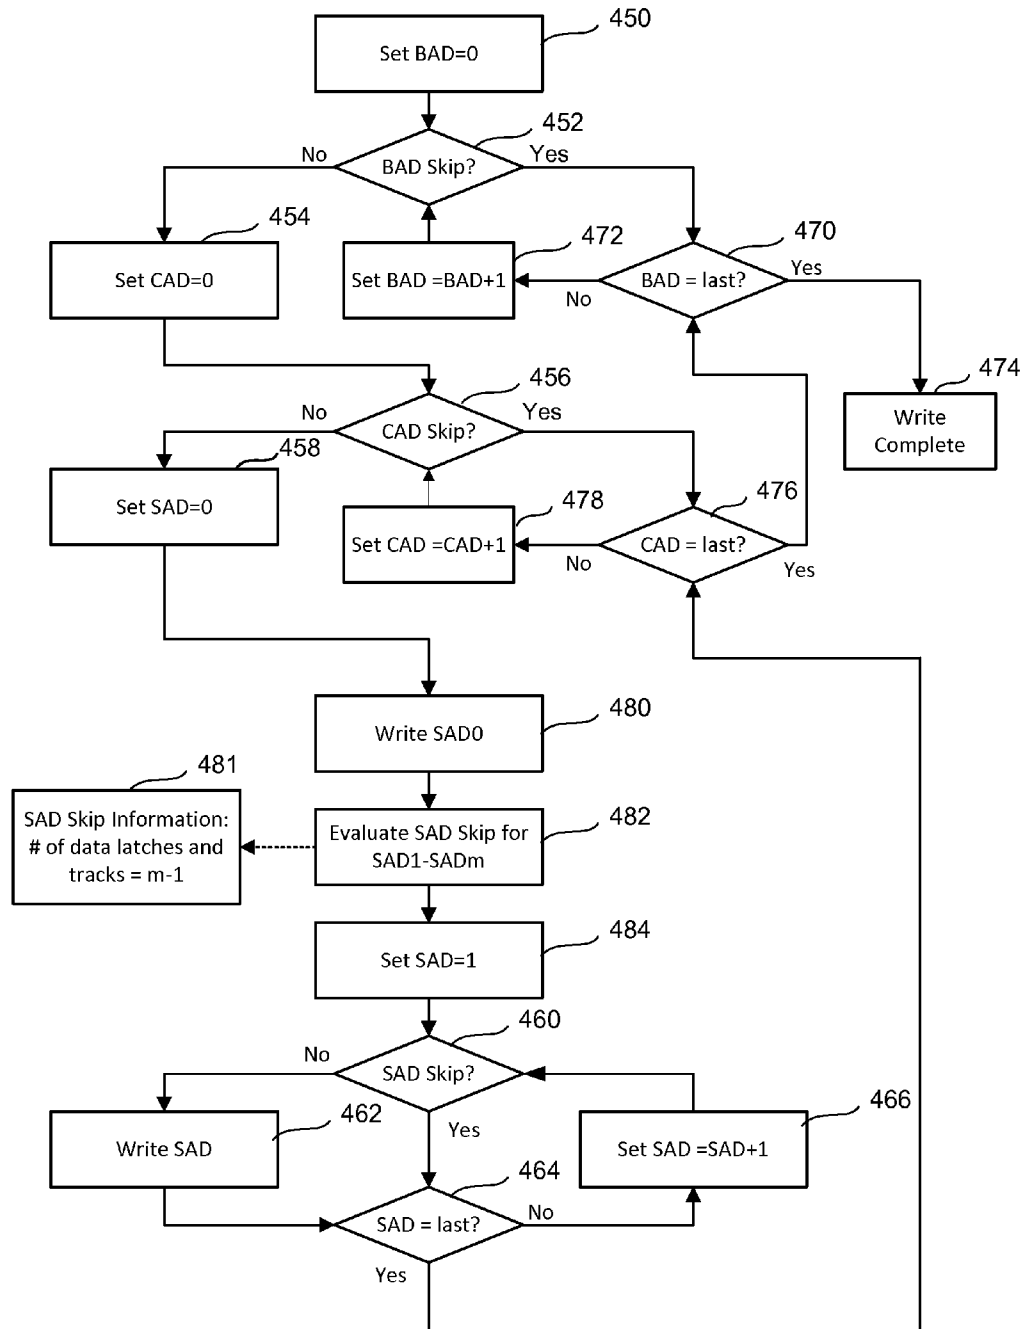 450
Set BAD=0
452
No
BAD Skip?
Yes
454
472
470
Set CAD=0
Set BAD =BAD+1
BAD = last?
Yes
No
456
474
No
CAD Skip?
Yes
Write
Complete
458
478
476
Set SAD=0
Set CAD =CAD+1
CAD = last?
No
Yes
480
Write SAD0
481
482
SAD Skip Information:
# of data latches and
tracks = m-1
Evaluate SAD Skip for
SAD1-SADm
484
Set SAD=1
460
No
SAD Skip?
462
466
Yes
Write SAD
Set SAD =SAD+1
464
SAD = last?
No
Yes